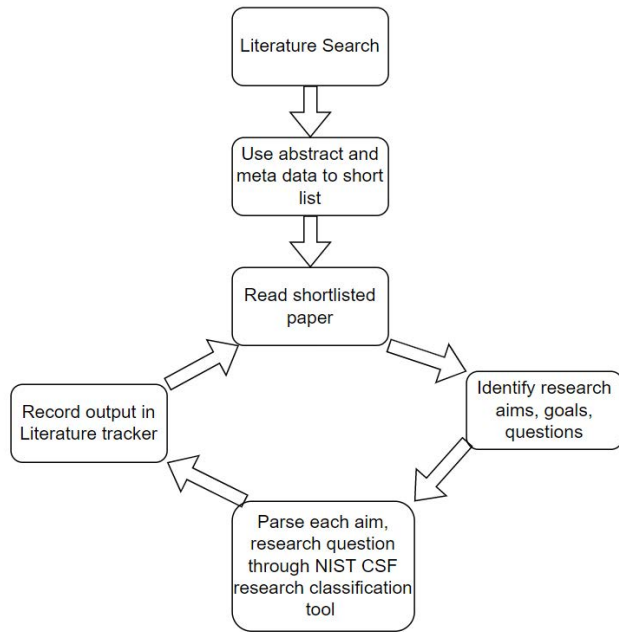 Literature Search
Use abstract and
meta data to short
list
Read shortlisted
paper
Identify research
aims, goals,
questions
Parse each aim,
research question
through NIST CSF
research classification
tool
Record output in
Literature tracker